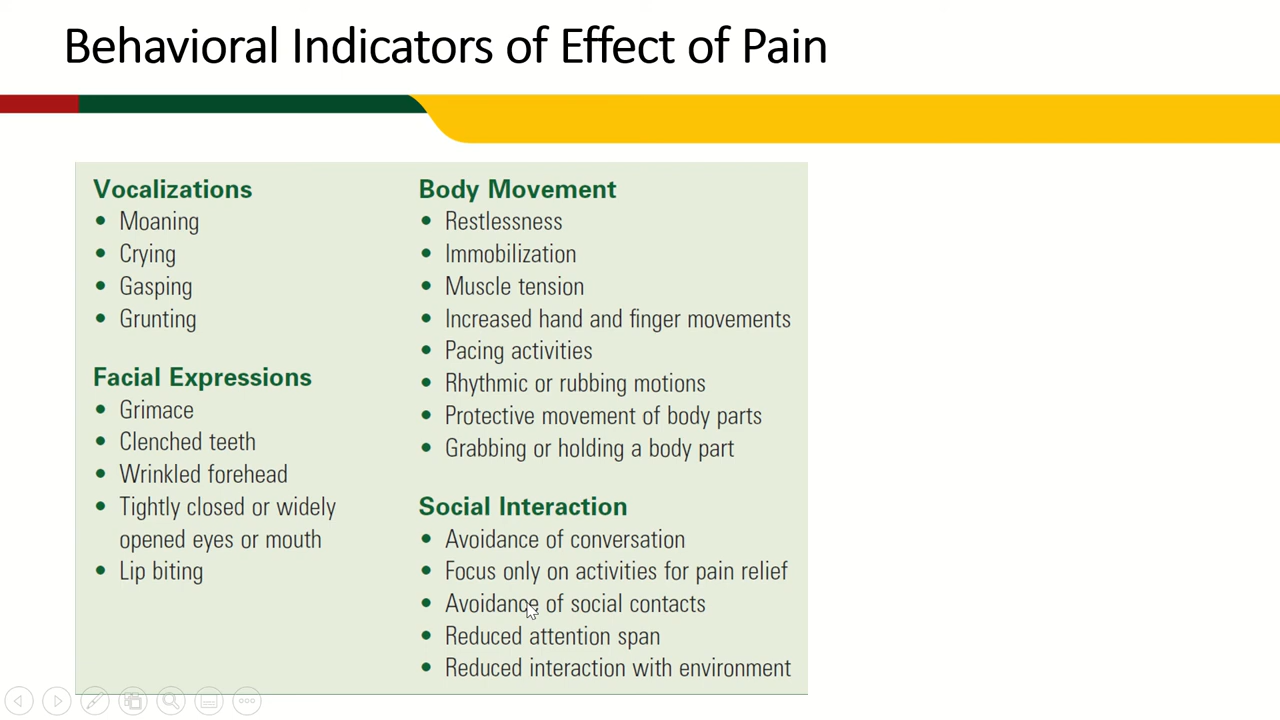 Behavioral Indicators of Effect of Pain
Vocalizations
• Moaning
• Crying
• Gasping
• Grunting
Facial Expressions
• Grimace
• Clenched teeth
• Wrinkled forehead
• Tightly closed or widely
opened eyes or mouth
• Lip biting
Body Movement
• Restlessness
• Immobilization
• Muscle tension
• Increased hand and finger movements
• Pacing activities
• Rhythmic or rubbing motions
• Protective movement of body parts
• Grabbing or holding a body part
Social Interaction
• Avoidance of conversation
• Focus only on activities for pain relief
• Avoidance of social contacts
• Reduced attention span
• Reduced interaction with environment